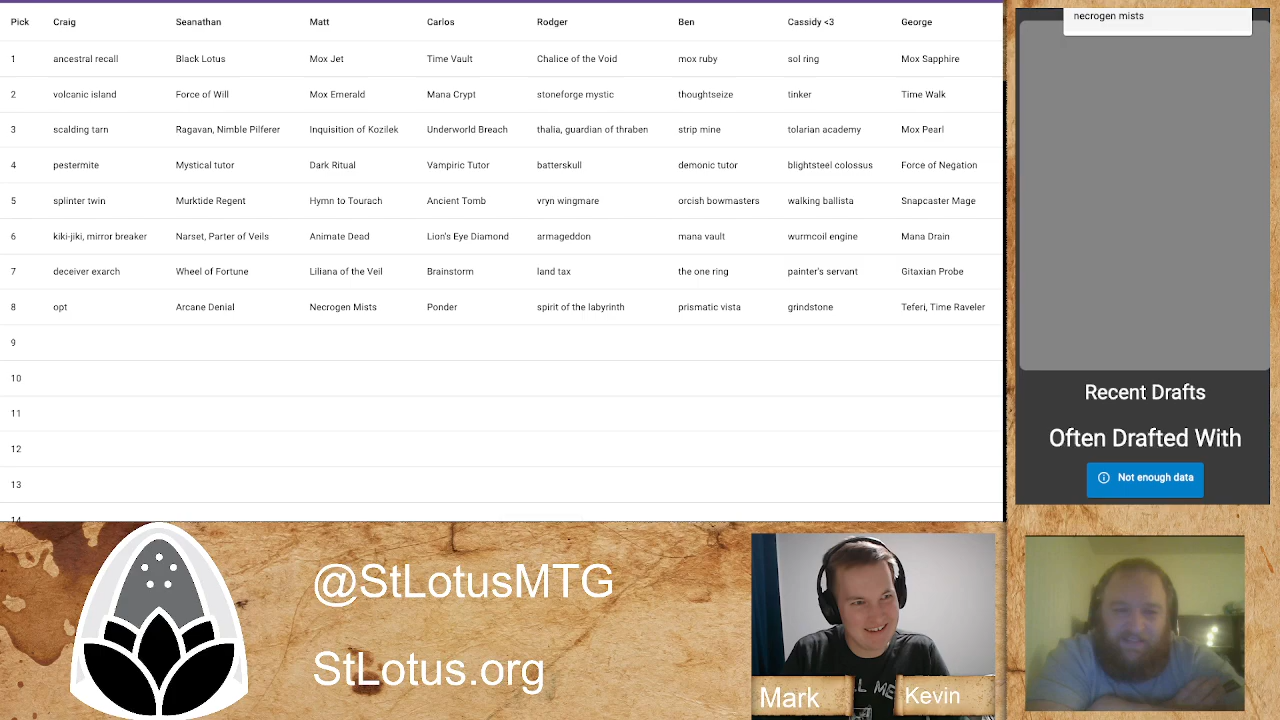 Pick Craig Seanathan Matt Carlos Rodger Ben Cassidy <3 George
1 ancestral recall Black Lotus Mox Jet Time Vault Chalice of the Void mox ruby sol ring Mox Sapphire
2 volcanic island Force of Will Mox Emerald Mana Crypt stoneforge mystic thoughtseize tinker Time Walk
3 scalding tarn Ragavan, Nimble Pilferer Inquisition of Kozilek Underworld Breach thalia, guardian of thraben strip mine tolarian academy Mox Pearl
4 pestermite Mystical tutor Dark Ritual Vampiric Tutor batterskull demonic tutor blightsteel colossus Force of Negation
5 splinter twin Murktide Regent Hymn to Tourach Ancient Tomb vryn wingmare orcish bowmasters walking ballista Snapcaster Mage
6 kiki-jiki, mirror breaker Narset, Parter of Veils Animate Dead Lion's Eye Diamond armageddon mana vault wurmcoil engine Mana Drain
7 deceiver exarch Wheel of Fortune Liliana of the Veil Brainstorm land tax the one ring painter's servant Gitaxian Probe
8 opt Arcane Denial Necrogen Mists Ponder spirit of the labyrinth prismatic vista grindstone Teferi, Time Raveler
9
10
11
12
13
14
necrogen mists
Recent Drafts
Often Drafted With
Not enough data
@StLotusMTG
StLotus.org
Mark
Kevin